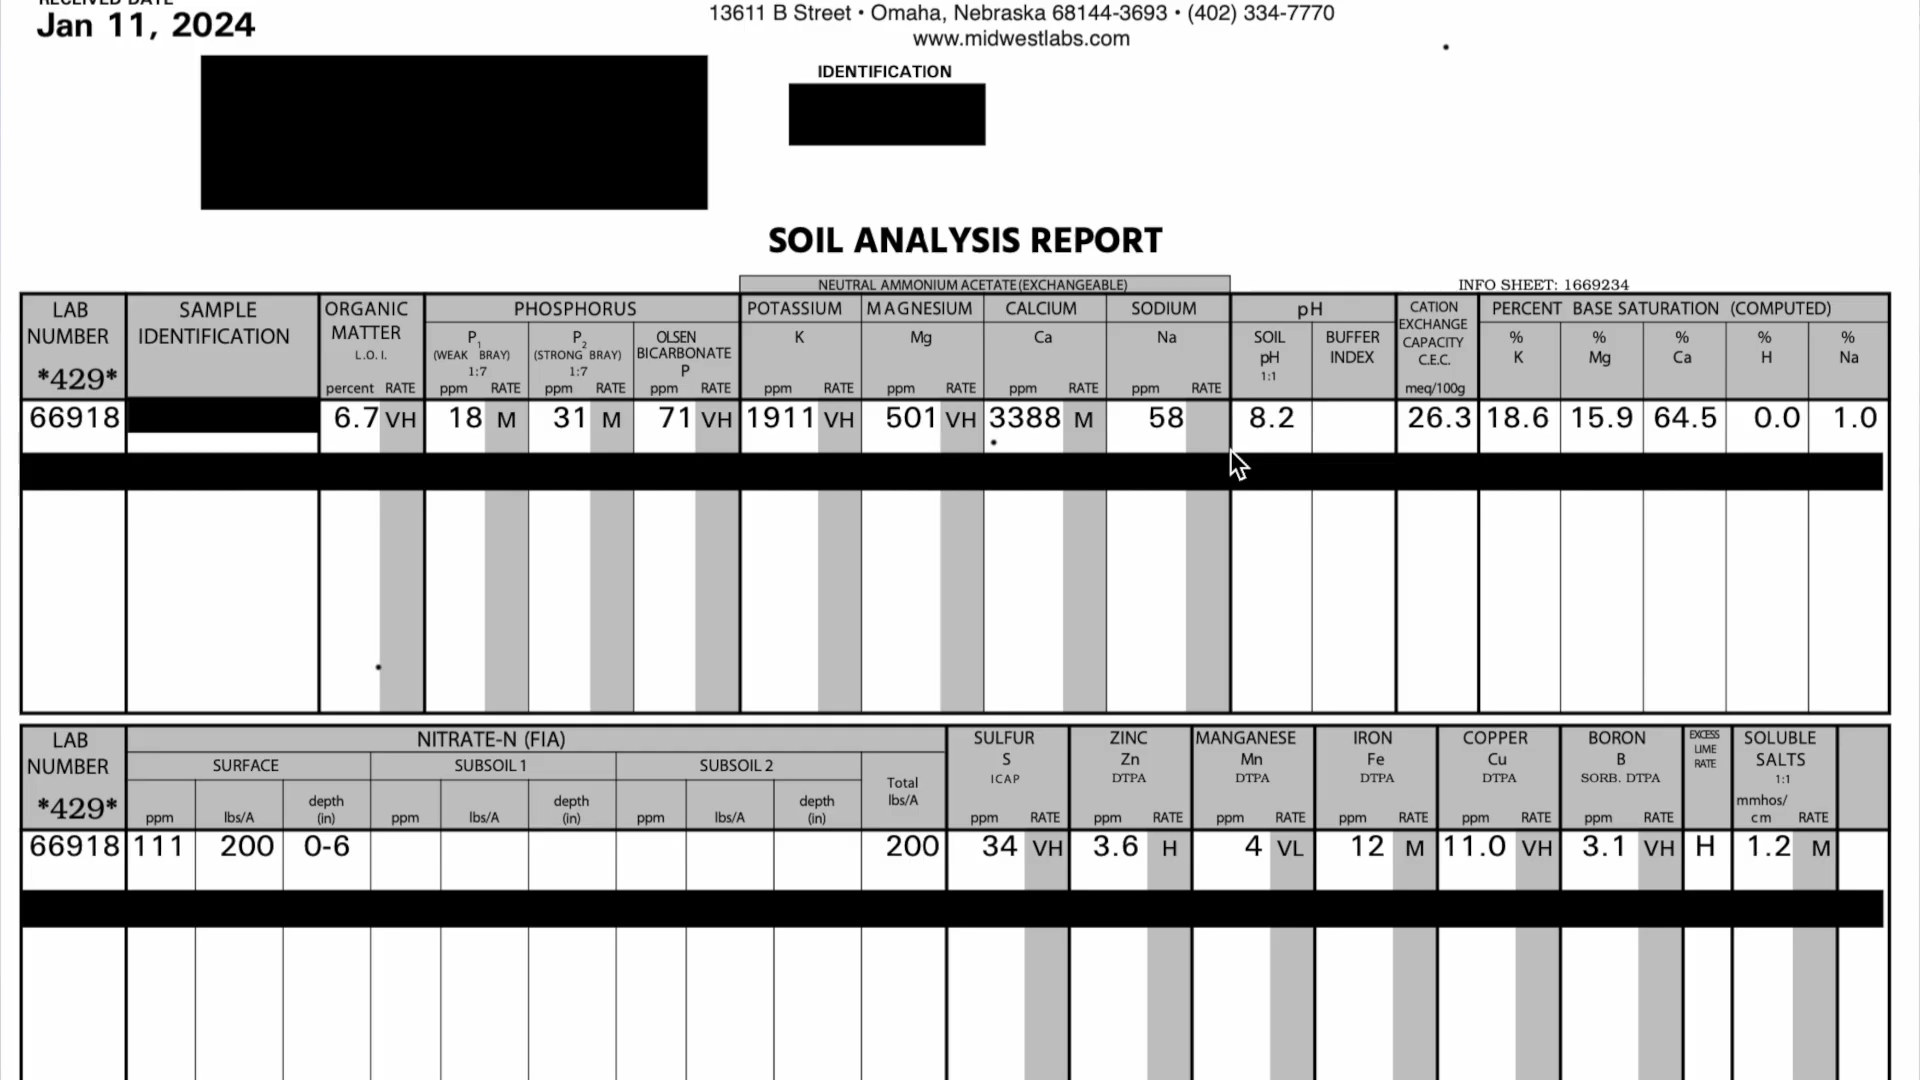 RECEIVED DATE
Jan 11, 2024
13611 B Street • Omaha, Nebraska 68144-3693 • (402) 334-7770
www.midwestlabs.com
IDENTIFICATION
SOIL ANALYSIS REPORT
NEUTRAL AMMONIUM ACETATE (EXCHANGEABLE)
INFO SHEET: 1669234
LAB NUMBER *429*
SAMPLE IDENTIFICATION
ORGANIC MATTER L.O.I. percent RATE
PHOSPHORUS
P1 (WEAK BRAY) 1:7 ppm RATE
P2 (STRONG BRAY) 1:7 ppm RATE
OLSEN BICARBONATE P ppm RATE
POTASSIUM K ppm RATE
MAGNESIUM Mg ppm RATE
CALCIUM Ca ppm RATE
SODIUM Na ppm RATE
pH
SOIL pH 1:1
BUFFER INDEX
CATION EXCHANGE CAPACITY C.E.C. meq/100g
PERCENT BASE SATURATION (COMPUTED)
% K
% Mg
% Ca
% H
% Na
66918 6.7 VH 18 M 31 M 71 VH 1911 VH 501 VH 3388 M 58 8.2 26.3 18.6 15.9 64.5 0.0 1.0
LAB NUMBER *429*
NITRATE-N (FIA)
SURFACE
ppm lbs/A depth (in)
SUBSOIL 1
ppm lbs/A depth (in)
SUBSOIL 2
ppm lbs/A depth (in)
Total lbs/A
SULFUR S ICAP ppm RATE
ZINC Zn DTPA ppm RATE
MANGANESE Mn DTPA ppm RATE
IRON Fe DTPA ppm RATE
COPPER Cu DTPA ppm RATE
BORON B SORB. DTPA ppm RATE
EXCESS LIME RATE
SOLUBLE SALTS 1:1 mmhos/ cm RATE
66918 111 200 0-6 200 34 VH 3.6 H 4 VL 12 M 11.0 VH 3.1 VH H 1.2 M